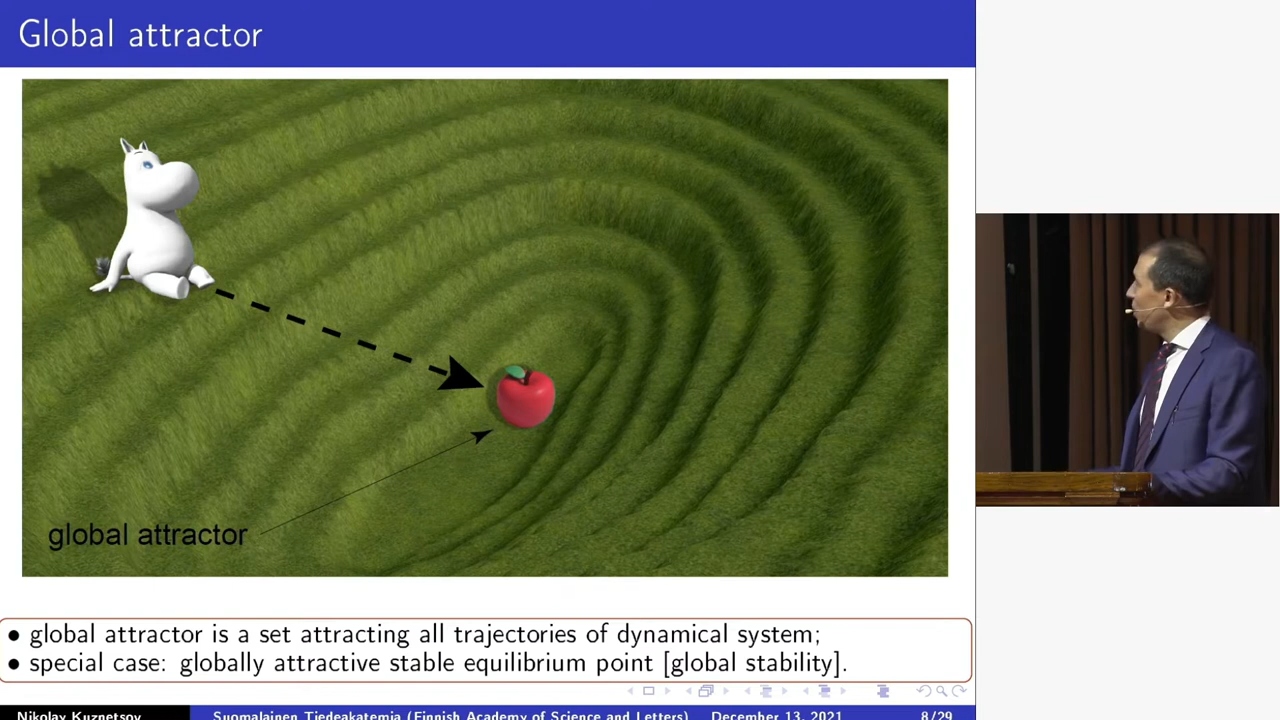 Global attractor
global attractor
• global attractor is a set attracting all trajectories of dynamical system;
• special case: globally attractive stable equilibrium point [global stability].
Nikolay Kuznetsov Suomalainen Tiedeakatemia (Finnish Academy of Science and Letters) December 13, 2021 8/29